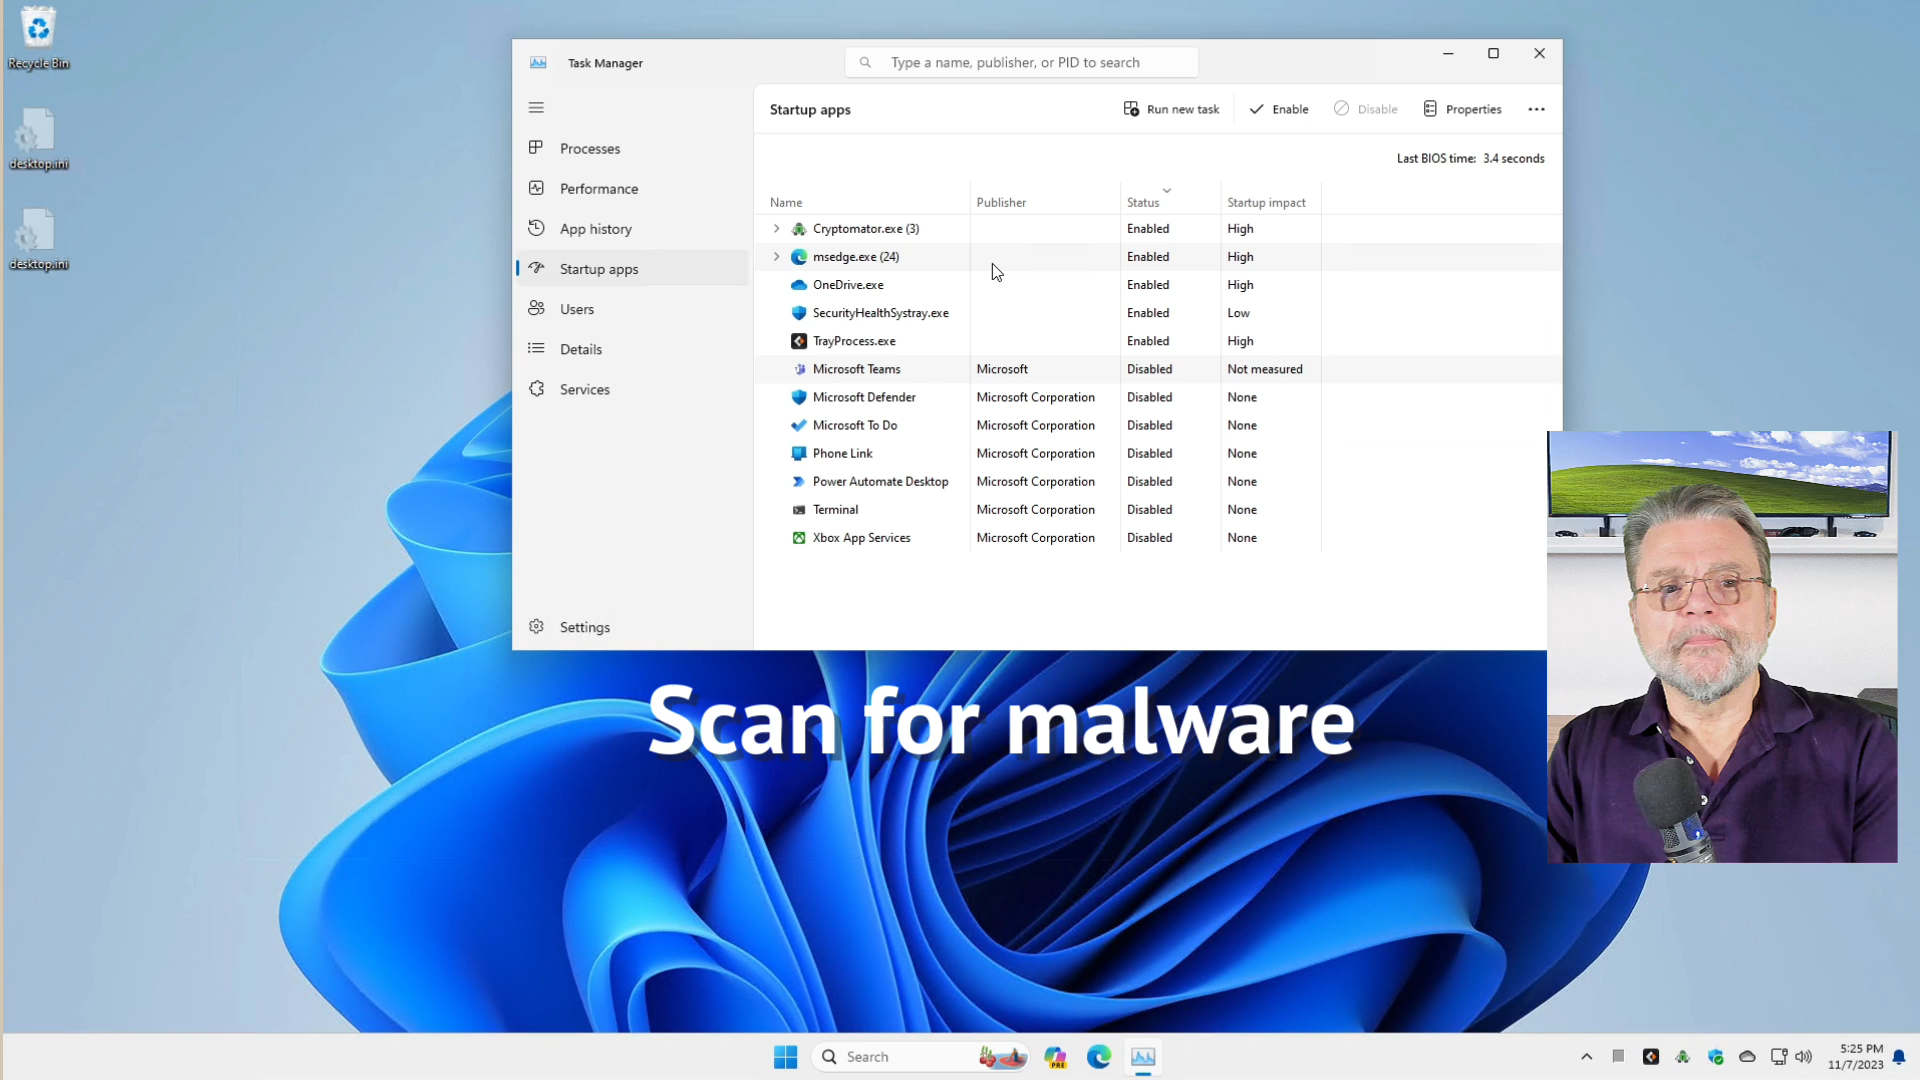 Recycle Bin
desktop.ini
desktop.ini
Task Manager
Type a name, publisher, or PID to search
Startup apps
Run new task
Enable
Disable
Properties
Last BIOS time: 3.4 seconds
Processes
Performance
App history
Startup apps
Users
Details
Services
Settings
Name Publisher Status Startup impact
Cryptomator.exe (3) Enabled High
msedge.exe (24) Enabled High
OneDrive.exe Enabled High
SecurityHealthSystray.exe Enabled Low
TrayProcess.exe Enabled High
Microsoft Teams Microsoft Disabled Not measured
Microsoft Defender Microsoft Corporation Disabled None
Microsoft To Do Microsoft Corporation Disabled None
Phone Link Microsoft Corporation Disabled None
Power Automate Desktop Microsoft Corporation Disabled None
Terminal Microsoft Corporation Disabled None
Xbox App Services Microsoft Corporation Disabled None
Scan for malware
Search
PRE
5:25 PM
11/7/2023